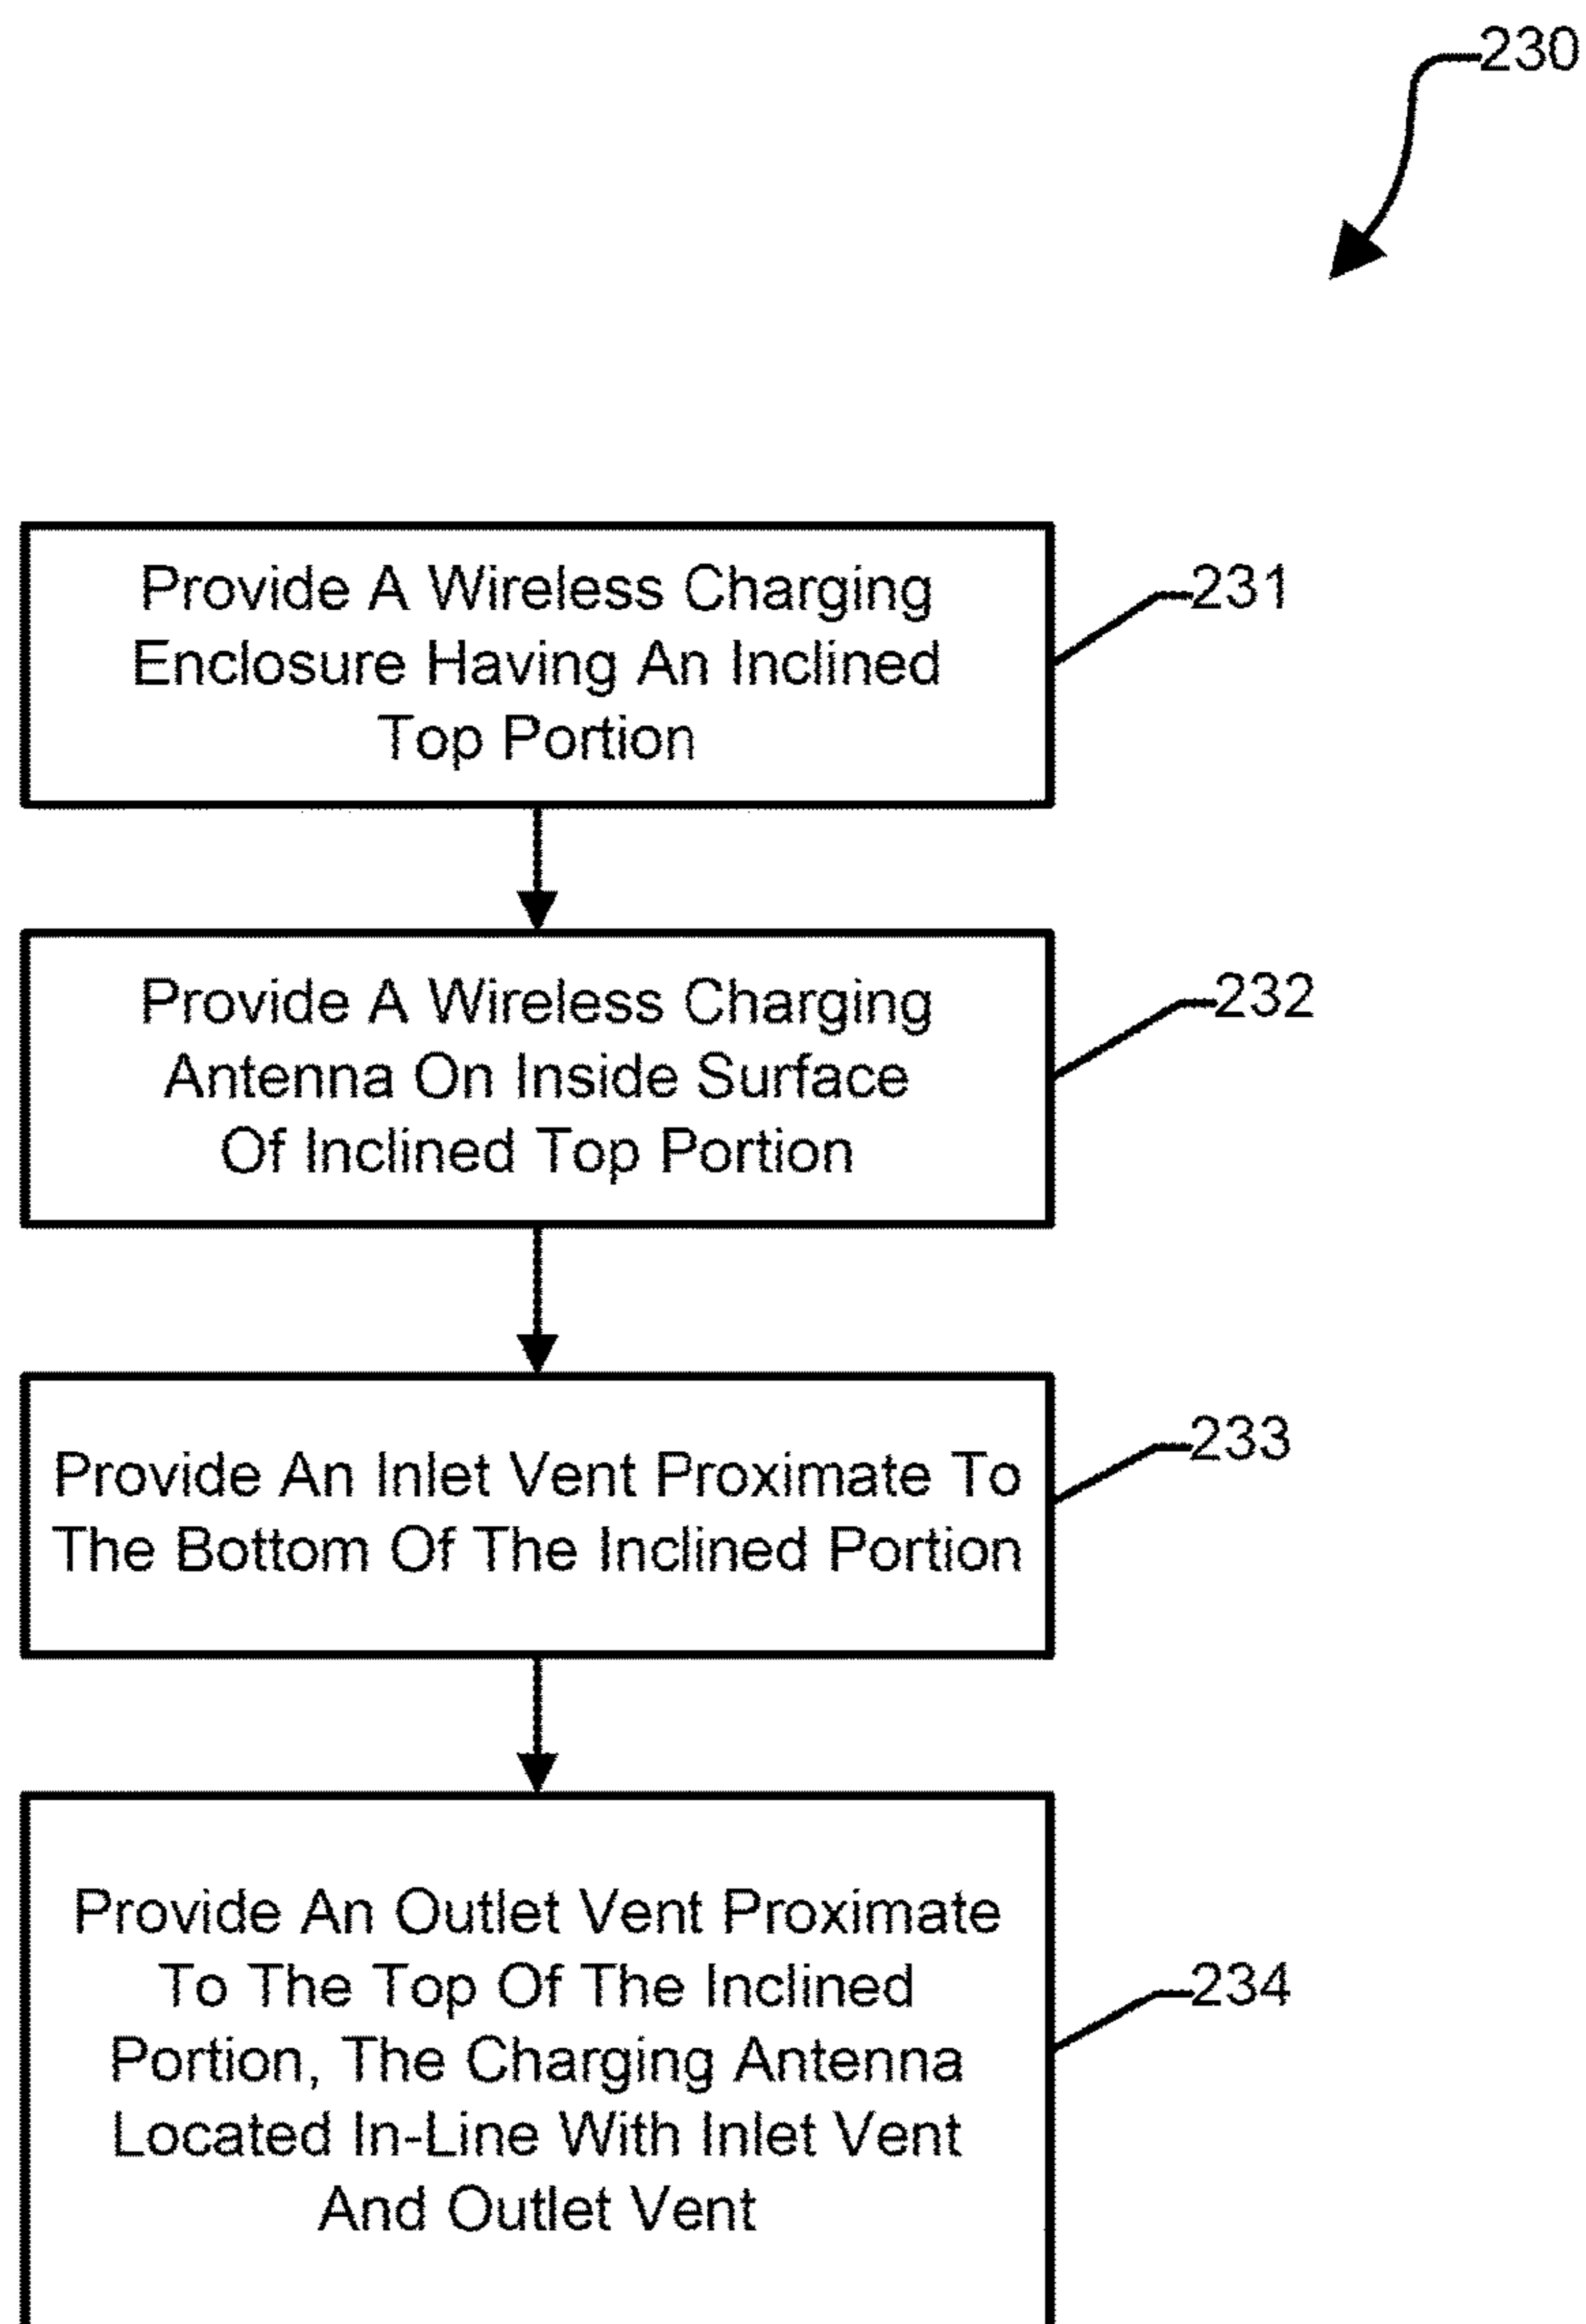 230
Provide A Wireless Charging
Enclosure Having An Inclined
Top Portion
231
Provide A Wireless Charging
Antenna On Inside Surface
Of Inclined Top Portion
232
Provide An Inlet Vent Proximate To
The Bottom Of The Inclined Portion
233
Provide An Outlet Vent Proximate
To The Top Of The Inclined
Portion, The Charging Antenna
Located In-Line With Inlet Vent
And Outlet Vent
234